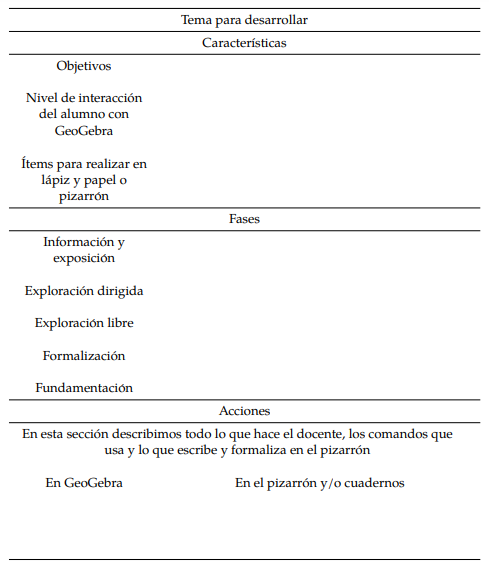 Tema para desarrollar
Características
Objetivos
Nivel de interacción
del alumno con
GeoGebra
Ítems para realizar en
lápiz y papel o
pizarrón
Fases
Información y
exposición
Exploración dirigida
Exploración libre
Formalización
Fundamentación
Acciones
En esta sección describimos todo lo que hace el docente, los comandos que
usa y lo que escribe y formaliza en el pizarrón
En GeoGebra
En el pizarrón y/o cuadernos